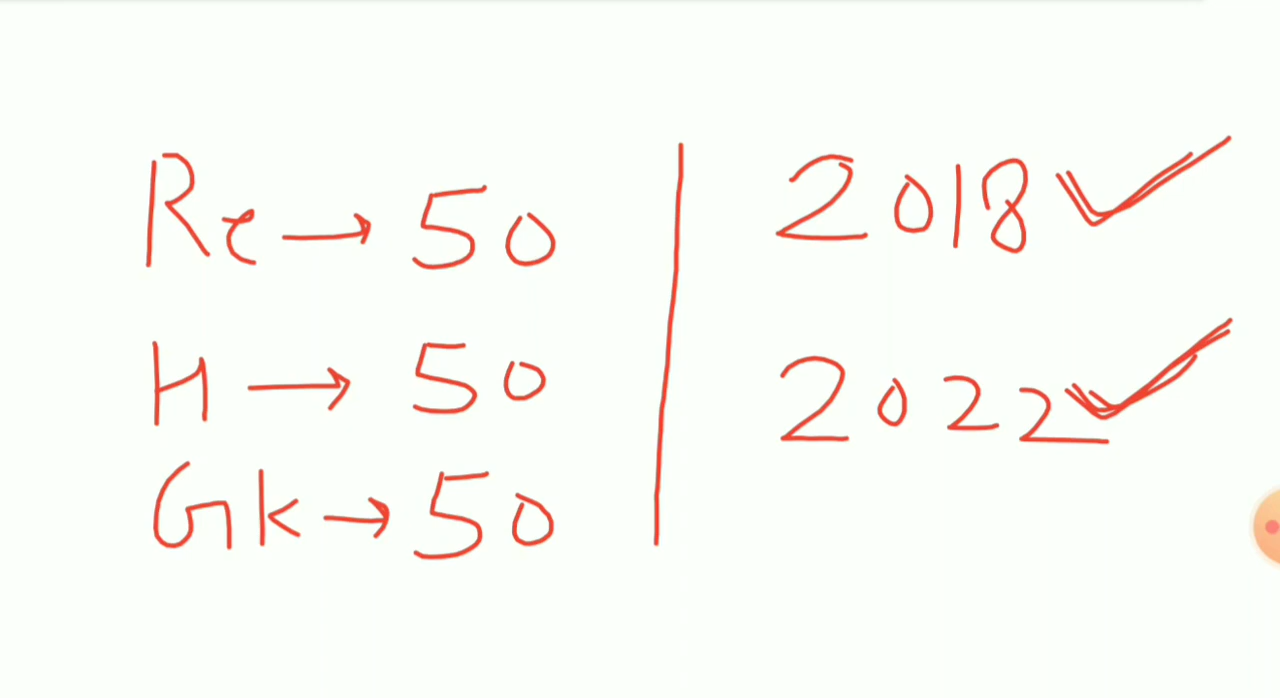 Re → 50
H → 50
Gk → 50
2018 ✓
2022 ✓